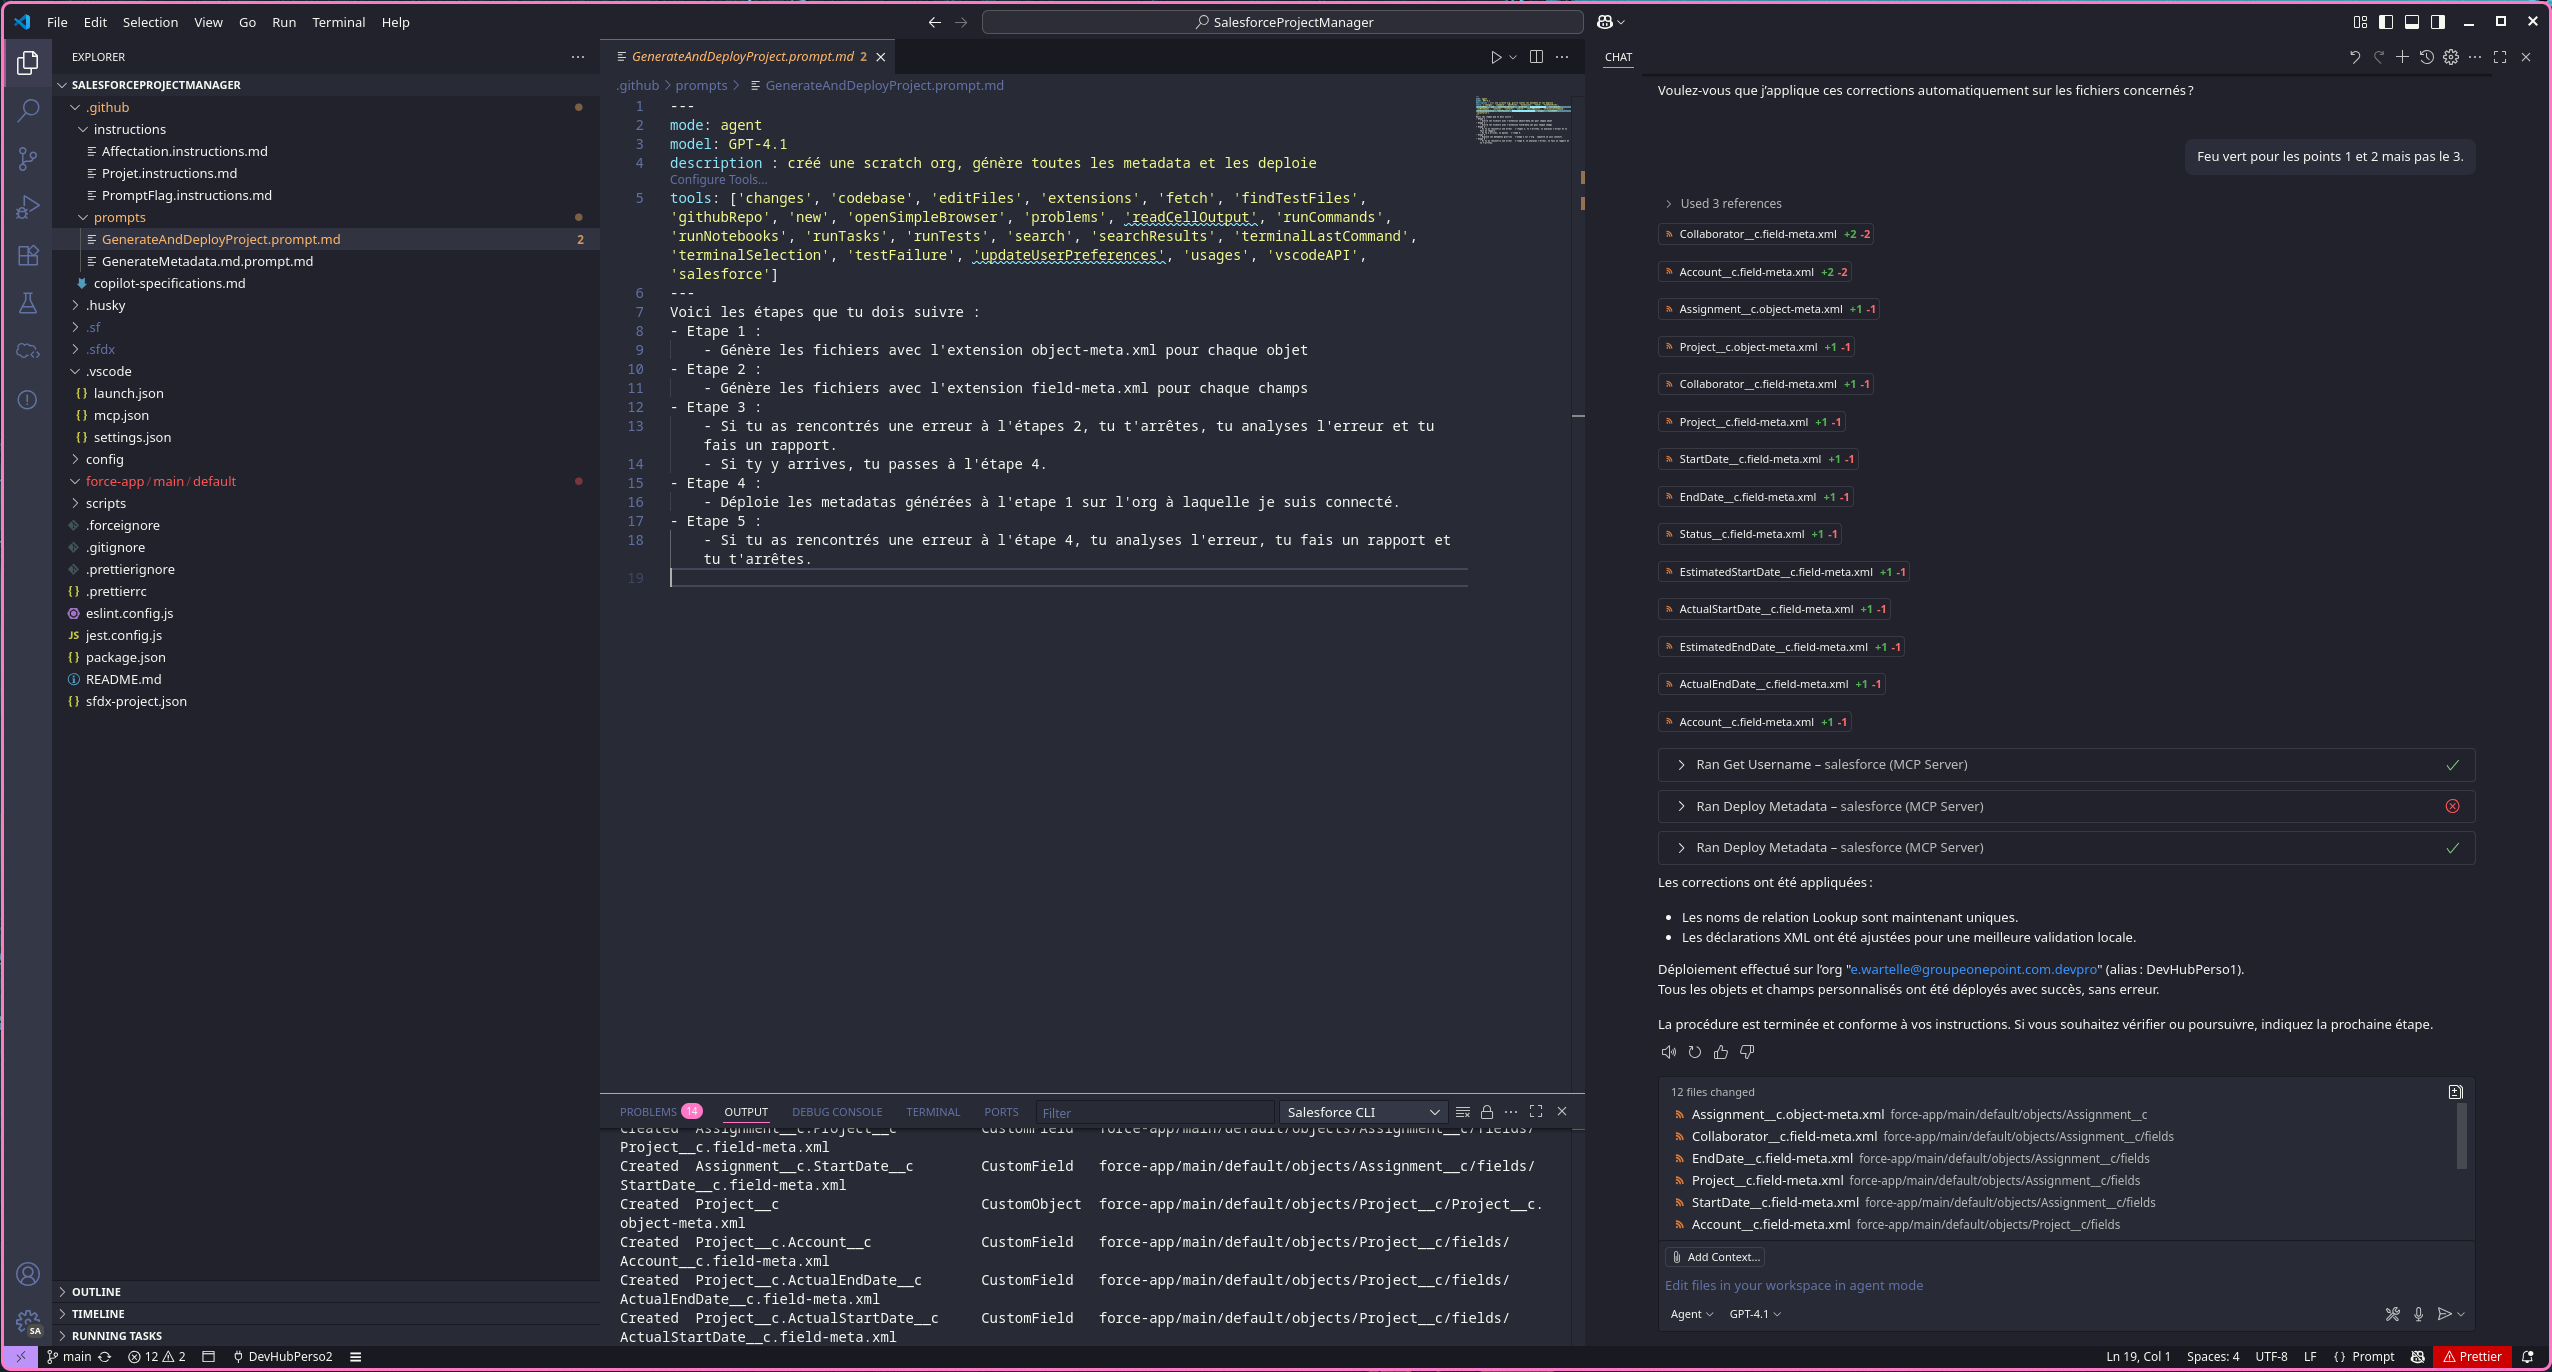 File Edit Selection View Go Run Terminal Help
SalesforceProjectManager
EXPLORER
SALESFORCEPROJECTMANAGER
.github
instructions
Affectation.instructions.md
Projet.instructions.md
PromptFlag.instructions.md
prompts
GenerateAndDeployProject.prompt.md 2
GenerateMetadata.md.prompt.md
copilot-specifications.md
.husky
.sf
.sfdx
.vscode
launch.json
mcp.json
settings.json
config
force-app / main / default
scripts
.forceignore
.gitignore
.prettierignore
.prettierrc
eslint.config.js
JS jest.config.js
package.json
README.md
sfdx-project.json
OUTLINE
TIMELINE
RUNNING TASKS
SA
GenerateAndDeployProject.prompt.md 2
.github > prompts > GenerateAndDeployProject.prompt.md
1 ---
2 mode: agent
3 model: GPT-4.1
4 description : créé une scratch org, génère toutes les metadata et les deploie
Configure Tools...
5 tools: ['changes', 'codebase', 'editFiles', 'extensions', 'fetch', 'findTestFiles',
'githubRepo', 'new', 'openSimpleBrowser', 'problems', 'readCellOutput', 'runCommands',
'runNotebooks', 'runTasks', 'runTests', 'search', 'searchResults', 'terminalLastCommand',
'terminalSelection', 'testFailure', 'updateUserPreferences', 'usages', 'vscodeAPI',
'salesforce']
6 ---
7 Voici les étapes que tu dois suivre :
8 - Etape 1 :
9 - Génère les fichiers avec l'extension object-meta.xml pour chaque objet
10 - Etape 2 :
11 - Génère les fichiers avec l'extension field-meta.xml pour chaque champs
12 - Etape 3 :
13 - Si tu as rencontrés une erreur à l'étapes 2, tu t'arrêtes, tu analyses l'erreur et tu
fais un rapport.
14 - Si ty y arrives, tu passes à l'étape 4.
15 - Etape 4 :
16 - Déploie les metadatas générées à l'etape 1 sur l'org à laquelle je suis connecté.
17 - Etape 5 :
18 - Si tu as rencontrés une erreur à l'étape 4, tu analyses l'erreur, tu fais un rapport et
tu t'arrêtes.
19
PROBLEMS 14 OUTPUT DEBUG CONSOLE TERMINAL PORTS Filter Salesforce CLI
Created Assignment__c.Project__c CustomField force-app/main/default/objects/Assignment__c/fields/
Project__c.field-meta.xml
Created Assignment__c.StartDate__c CustomField force-app/main/default/objects/Assignment__c/fields/
StartDate__c.field-meta.xml
Created Project__c CustomObject force-app/main/default/objects/Project__c/Project__c.
object-meta.xml
Created Project__c.Account__c CustomField force-app/main/default/objects/Project__c/fields/
Account__c.field-meta.xml
Created Project__c.ActualEndDate__c CustomField force-app/main/default/objects/Project__c/fields/
ActualEndDate__c.field-meta.xml
Created Project__c.ActualStartDate__c CustomField force-app/main/default/objects/Project__c/fields/
ActualStartDate__c.field-meta.xml
CHAT
Voulez-vous que j'applique ces corrections automatiquement sur les fichiers concernés ?
Feu vert pour les points 1 et 2 mais pas le 3.
Used 3 references
Collaborator__c.field-meta.xml +2 -2
Account__c.field-meta.xml +2 -2
Assignment__c.object-meta.xml +1 -1
Project__c.object-meta.xml +1 -1
Collaborator__c.field-meta.xml +1 -1
Project__c.field-meta.xml +1 -1
StartDate__c.field-meta.xml +1 -1
EndDate__c.field-meta.xml +1 -1
Status__c.field-meta.xml +1 -1
EstimatedStartDate__c.field-meta.xml +1 -1
ActualStartDate__c.field-meta.xml +1 -1
EstimatedEndDate__c.field-meta.xml +1 -1
ActualEndDate__c.field-meta.xml +1 -1
Account__c.field-meta.xml +1 -1
Ran Get Username – salesforce (MCP Server)
Ran Deploy Metadata – salesforce (MCP Server)
Ran Deploy Metadata – salesforce (MCP Server)
Les corrections ont été appliquées :
• Les noms de relation Lookup sont maintenant uniques.
• Les déclarations XML ont été ajustées pour une meilleure validation locale.
Déploiement effectué sur l'org "e.wartelle@groupeonepoint.com.devpro" (alias : DevHubPerso1).
Tous les objets et champs personnalisés ont été déployés avec succès, sans erreur.
La procédure est terminée et conforme à vos instructions. Si vous souhaitez vérifier ou poursuivre, indiquez la prochaine étape.
12 files changed
Assignment__c.object-meta.xml force-app/main/default/objects/Assignment__c
Collaborator__c.field-meta.xml force-app/main/default/objects/Assignment__c/fields
EndDate__c.field-meta.xml force-app/main/default/objects/Assignment__c/fields
Project__c.field-meta.xml force-app/main/default/objects/Assignment__c/fields
StartDate__c.field-meta.xml force-app/main/default/objects/Assignment__c/fields
Account__c.field-meta.xml force-app/main/default/objects/Project__c/fields
Add Context...
Edit files in your workspace in agent mode
Agent GPT-4.1
main 12 2 DevHubPerso2
Ln 19, Col 1 Spaces: 4 UTF-8 LF {} Prompt Prettier